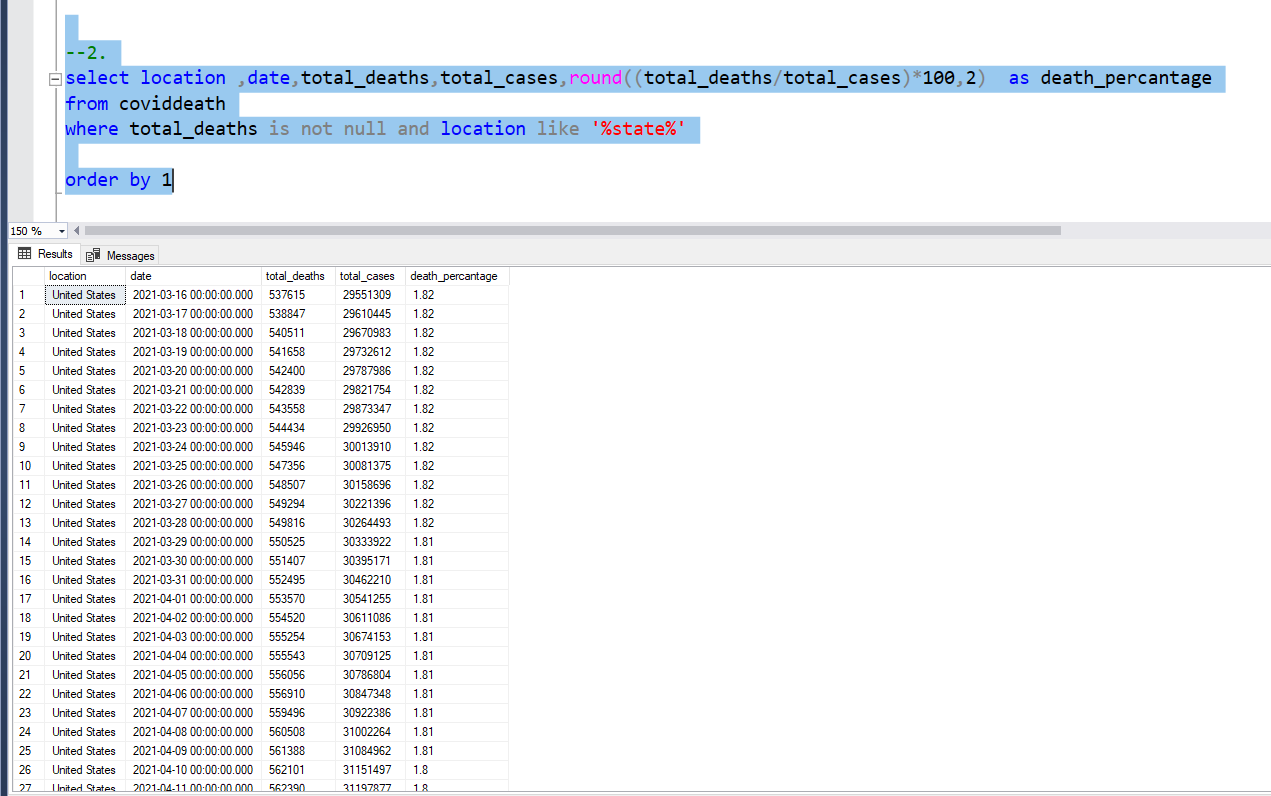 --2.
select location ,date,total_deaths,total_cases,round((total_deaths/total_cases)*100,2)  as death_percantage
from coviddeath
where total_deaths is not null and location like '%state%'
order by 1
150 %
Results Messages
location date total_deaths total_cases death_percantage
1 United States 2021-03-16 00:00:00.000 537615 29551309 1.82
2 United States 2021-03-17 00:00:00.000 538847 29610445 1.82
3 United States 2021-03-18 00:00:00.000 540511 29670983 1.82
4 United States 2021-03-19 00:00:00.000 541658 29732612 1.82
5 United States 2021-03-20 00:00:00.000 542400 29787986 1.82
6 United States 2021-03-21 00:00:00.000 542839 29821754 1.82
7 United States 2021-03-22 00:00:00.000 543558 29873347 1.82
8 United States 2021-03-23 00:00:00.000 544434 29926950 1.82
9 United States 2021-03-24 00:00:00.000 545946 30013910 1.82
10 United States 2021-03-25 00:00:00.000 547356 30081375 1.82
11 United States 2021-03-26 00:00:00.000 548507 30158696 1.82
12 United States 2021-03-27 00:00:00.000 549294 30221396 1.82
13 United States 2021-03-28 00:00:00.000 549816 30264493 1.82
14 United States 2021-03-29 00:00:00.000 550525 30333922 1.81
15 United States 2021-03-30 00:00:00.000 551407 30395171 1.81
16 United States 2021-03-31 00:00:00.000 552495 30462210 1.81
17 United States 2021-04-01 00:00:00.000 553570 30541255 1.81
18 United States 2021-04-02 00:00:00.000 554520 30611086 1.81
19 United States 2021-04-03 00:00:00.000 555254 30674153 1.81
20 United States 2021-04-04 00:00:00.000 555543 30709125 1.81
21 United States 2021-04-05 00:00:00.000 556056 30786804 1.81
22 United States 2021-04-06 00:00:00.000 556910 30847348 1.81
23 United States 2021-04-07 00:00:00.000 559496 30922386 1.81
24 United States 2021-04-08 00:00:00.000 560508 31002264 1.81
25 United States 2021-04-09 00:00:00.000 561388 31084962 1.81
26 United States 2021-04-10 00:00:00.000 562101 31151497 1.8
27 United States 2021-04-11 00:00:00.000 562390 31197877 1.8